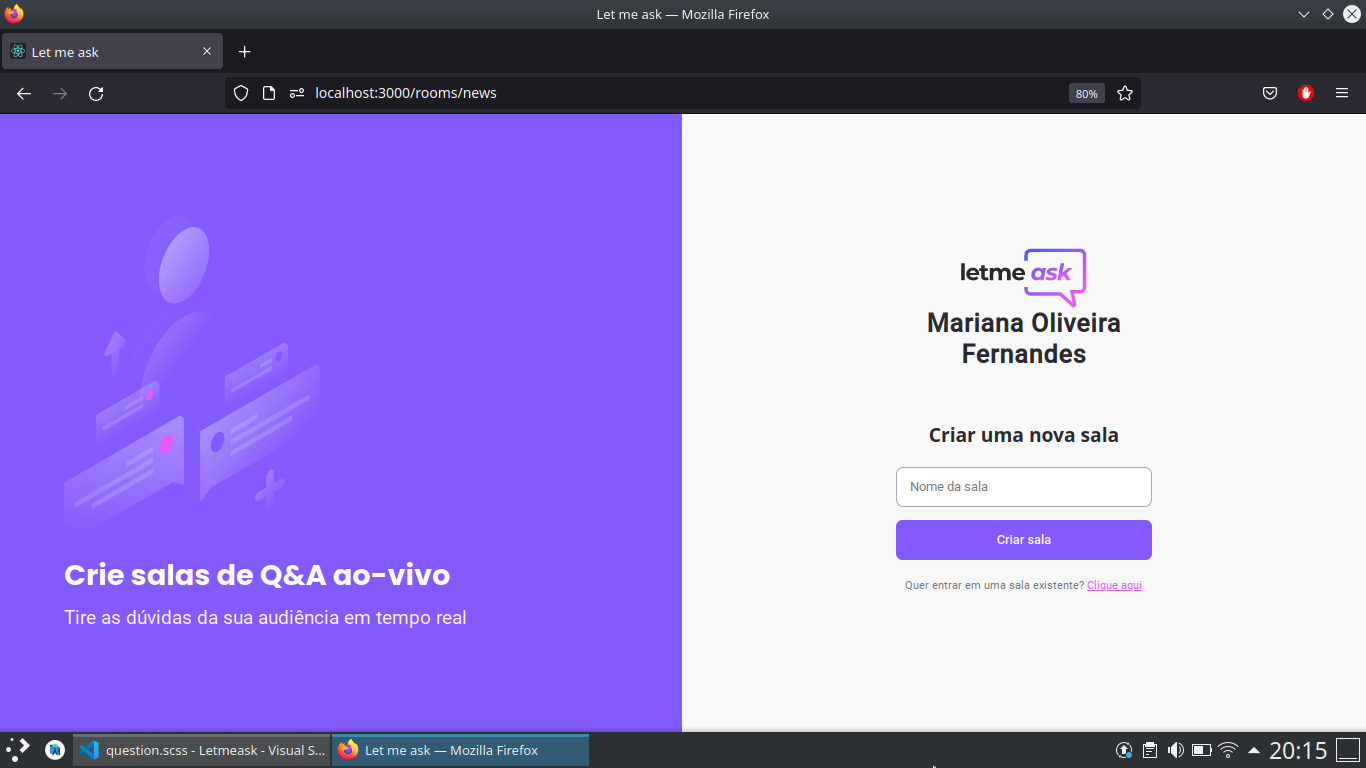 Let me ask — Mozilla Firefox
Let me ask
localhost:3000/rooms/news
80%
Crie salas de Q&A ao-vivo
Tire as dúvidas da sua audiência em tempo real
letme ask
Mariana Oliveira
Fernandes
Criar uma nova sala
Nome da sala
Criar sala
Quer entrar em uma sala existente? Clique aqui
question.scss - Letmeask - Visual S...
Let me ask — Mozilla Firefox
20:15